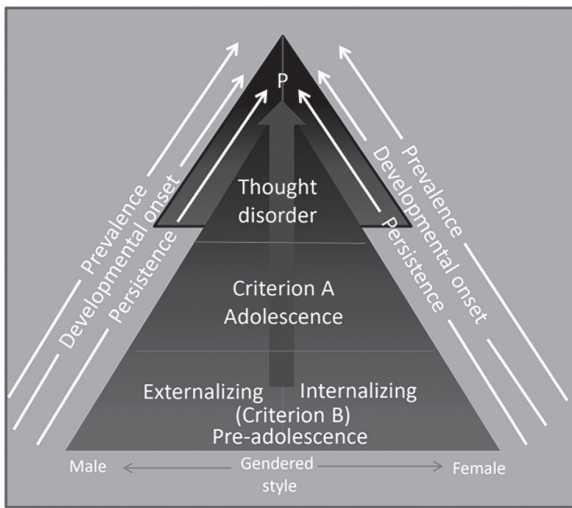 P
Prevalence
Developmental onset
Persistence
Prevalence
Developmental onset
Persistence
Thought
disorder
Criterion A
Adolescence
Externalizing Internalizing
(Criterion B)
Pre-adolescence
Male Gendered Female
style